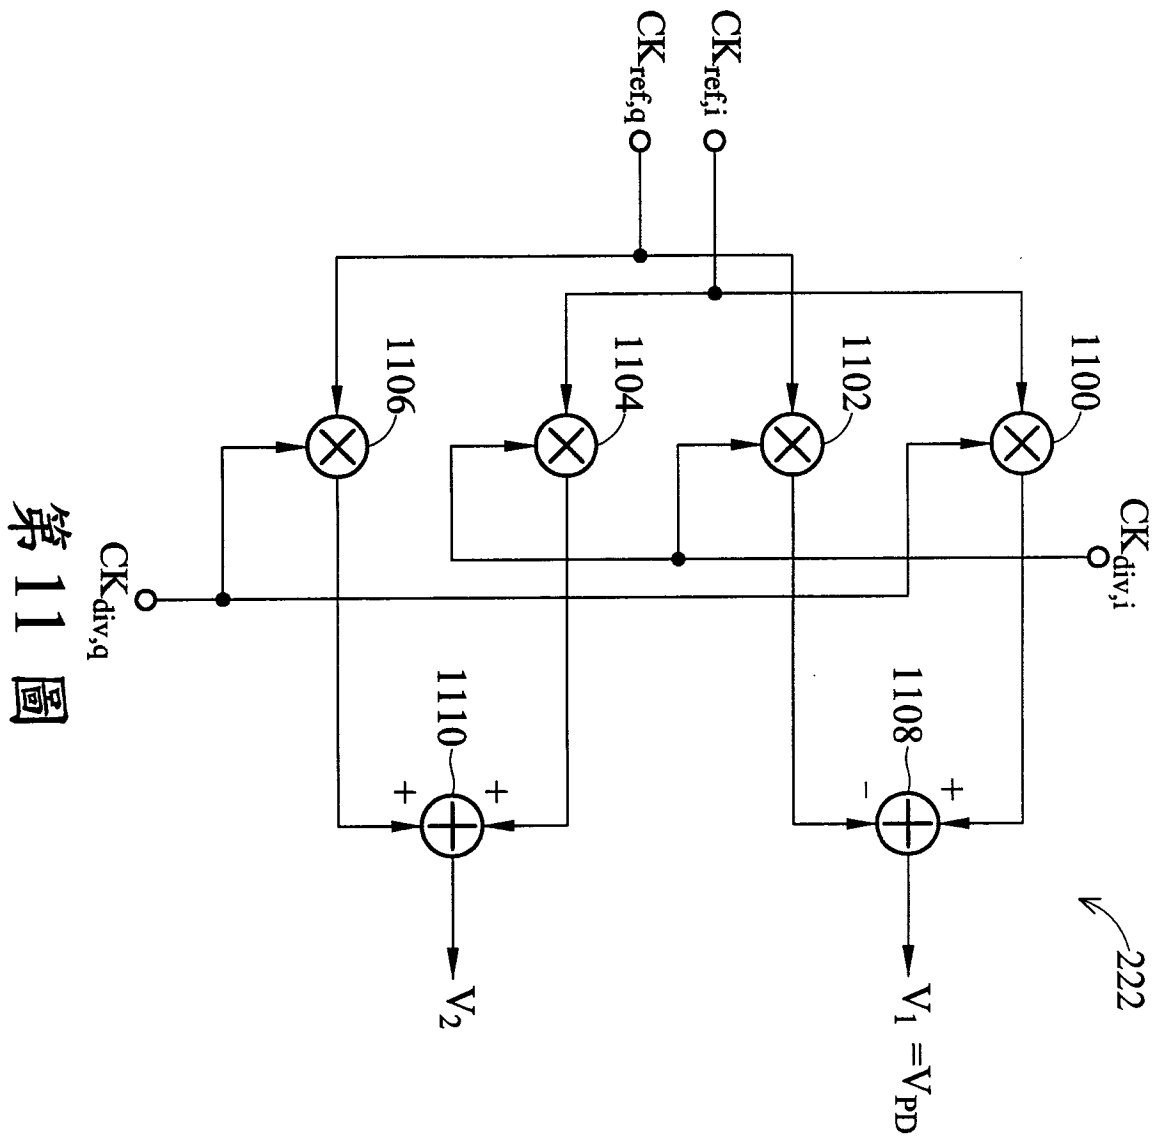 222
CK_div,i
1100
1108
+
-
V_1 =V_PD
CK_ref,i
CK_ref,q
1102
1104
1106
1110
+
+
V_2
CK_div,q
第 11 圖